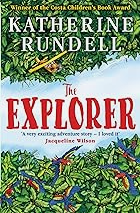 Winner of the Costa Children's Book Award
KATHERINE
RUNDELL
The
EXPLORER
'A very exciting adventure story – I loved it'
Jacqueline Wilson